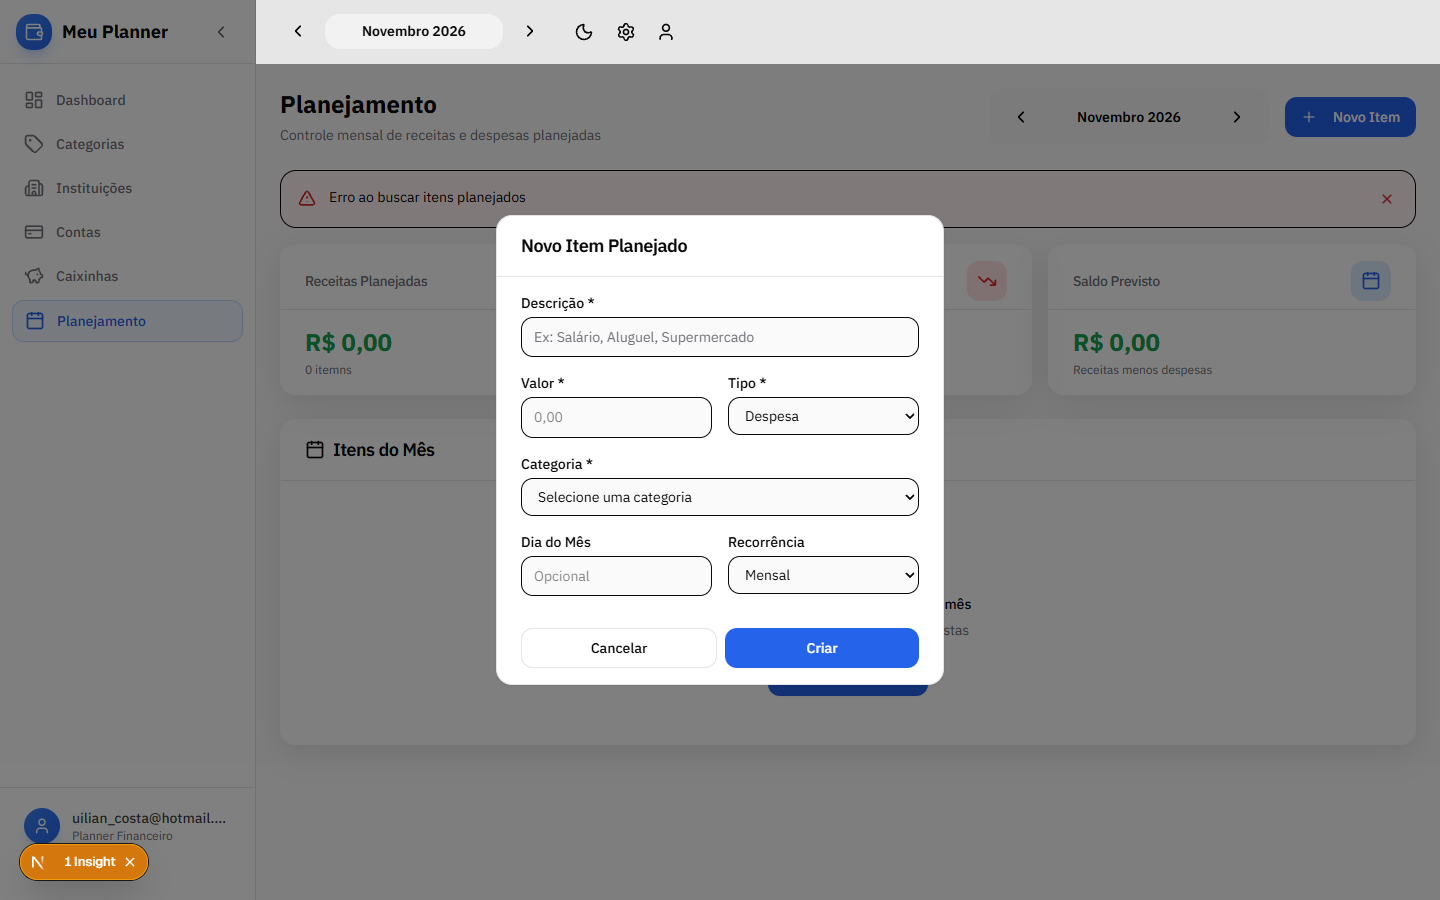 Meu Planner
Novembro 2026
Dashboard
Categorias
Instituições
Contas
Caixinhas
Planejamento
Planejamento
Controle mensal de receitas e despesas planejadas
Novembro 2026
Novo Item
Erro ao buscar itens planejados
Receitas Planejadas
R$ 0,00
0 itemns
Saldo Previsto
R$ 0,00
Receitas menos despesas
Itens do Mês
mês
stas
Novo Item Planejado
Descrição *
Ex: Salário, Aluguel, Supermercado
Valor *
Tipo *
0,00
Despesa
Categoria *
Selecione uma categoria
Dia do Mês
Recorrência
Opcional
Mensal
Cancelar
Criar
uilian_costa@hotmail....
Planner Financeiro
1 Insight